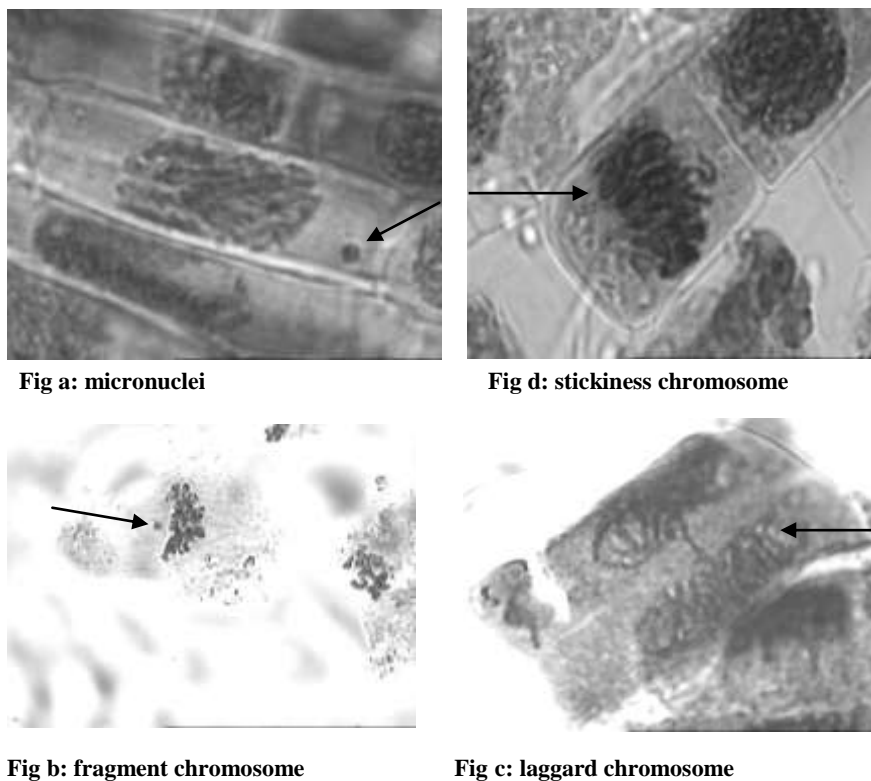 Fig a: micronuclei
Fig d: stickiness chromosome
Fig b: fragment chromosome
Fig c: laggard chromosome